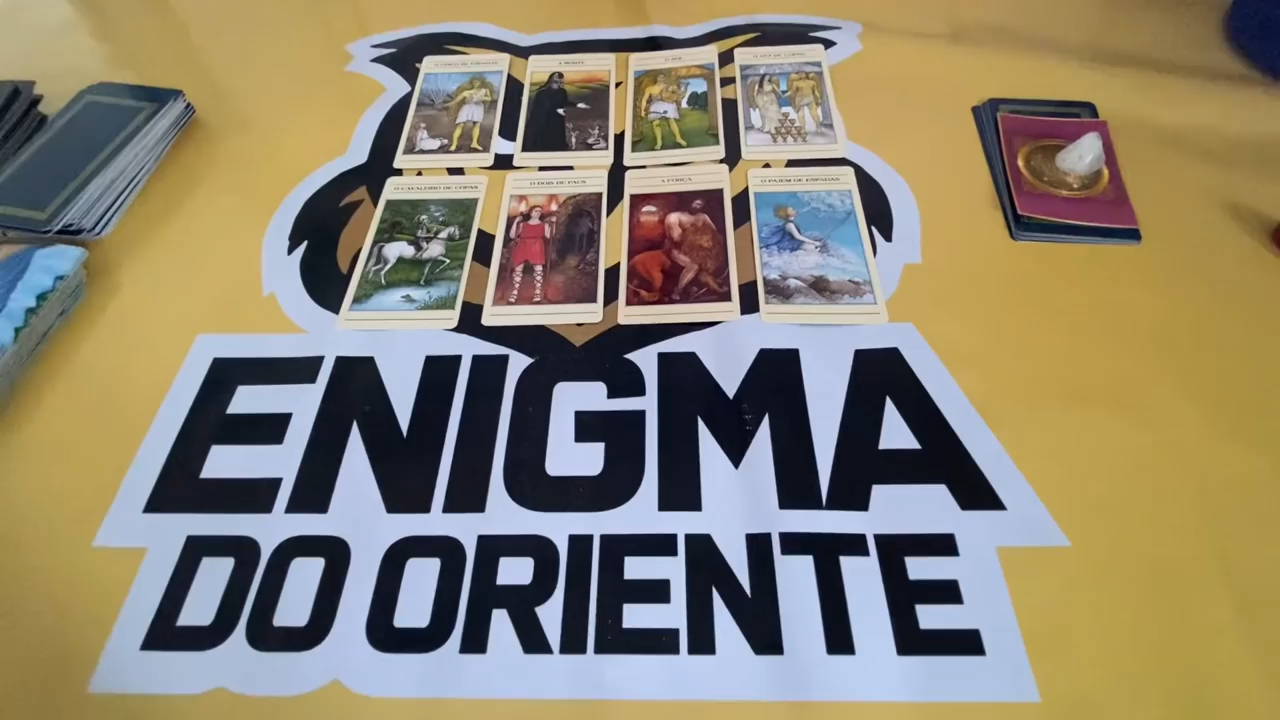 A MORTE
O CAVALEIRO DE COPAS
O DOIS DE PAUS
A FORÇA
O PAJEM DE ESPADAS
ENIGMA
DO ORIENTE